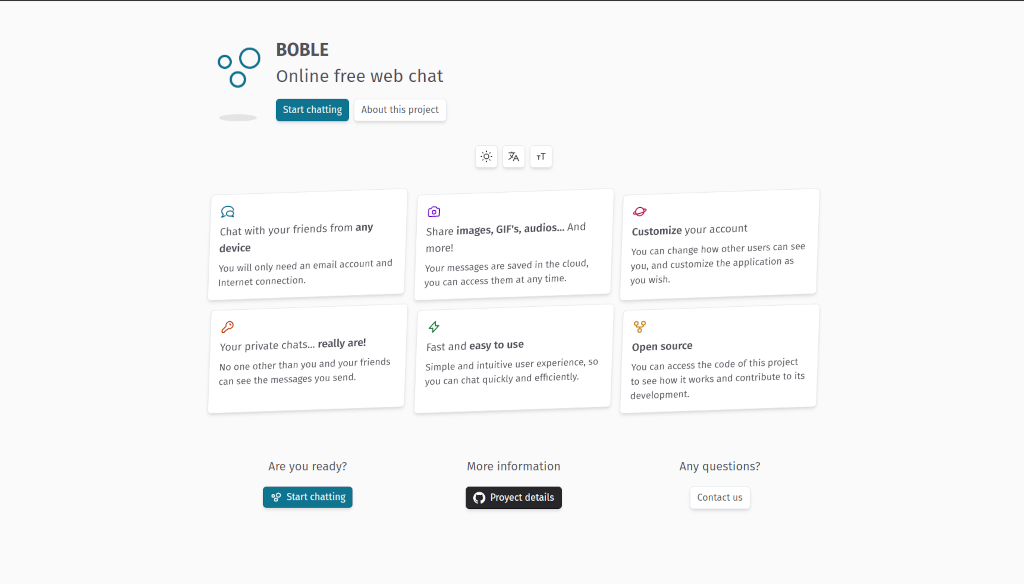 BOBLE
Online free web chat
Start chatting
About this project
Chat with your friends from any
device
You will only need an email account and
Internet connection.
Share images, GIF's, audios... And
more!
Your messages are saved in the cloud,
you can access them at any time.
Customize your account
You can change how other users can see
you, and customize the application as
you wish.
Your private chats... really are!
No one other than you and your friends
can see the messages you send.
Fast and easy to use
Simple and intuitive user experience, so
you can chat quickly and efficiently.
Open source
You can access the code of this project
to see how it works and contribute to its
development.
Are you ready?
Start chatting
More information
Proyect details
Any questions?
Contact us